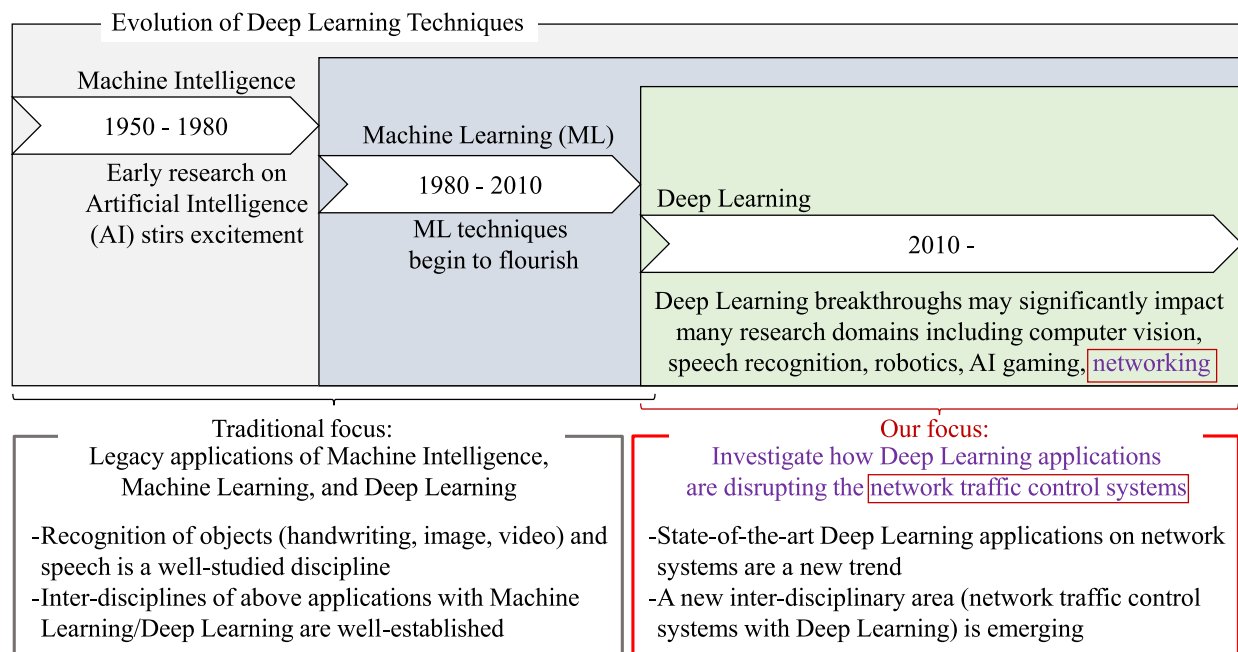 Evolution of Deep Learning Techniques
Machine Intelligence
1950 - 1980
Early research on
Artificial Intelligence
(AI) stirs excitement
Machine Learning (ML)
1980 - 2010
ML techniques
begin to flourish
Deep Learning
2010 -
Deep Learning breakthroughs may significantly impact
many research domains including computer vision,
speech recognition, robotics, AI gaming, networking
Traditional focus:
Legacy applications of Machine Intelligence,
Machine Learning, and Deep Learning
-Recognition of objects (handwriting, image, video) and
speech is a well-studied discipline
-Inter-disciplines of above applications with Machine
Learning/Deep Learning are well-established
Our focus:
Investigate how Deep Learning applications
are disrupting the network traffic control systems
-State-of-the-art Deep Learning applications on network
systems are a new trend
-A new inter-disciplinary area (network traffic control
systems with Deep Learning) is emerging